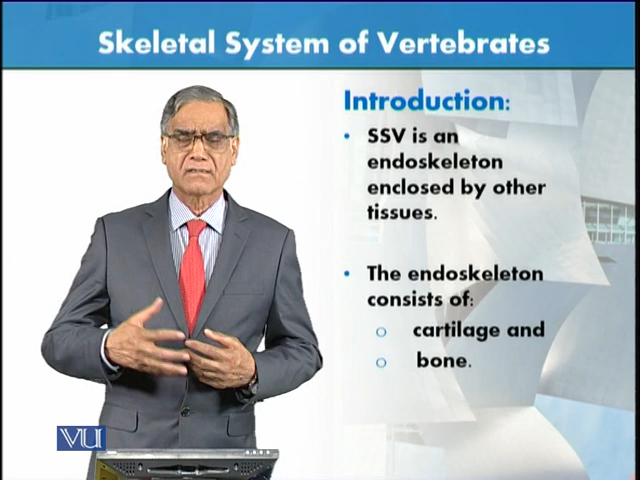 Skeletal System of Vertebrates
Introduction:
• SSV is an
endoskeleton
enclosed by other
tissues.
• The endoskeleton
consists of:
o cartilage and
o bone.
VU